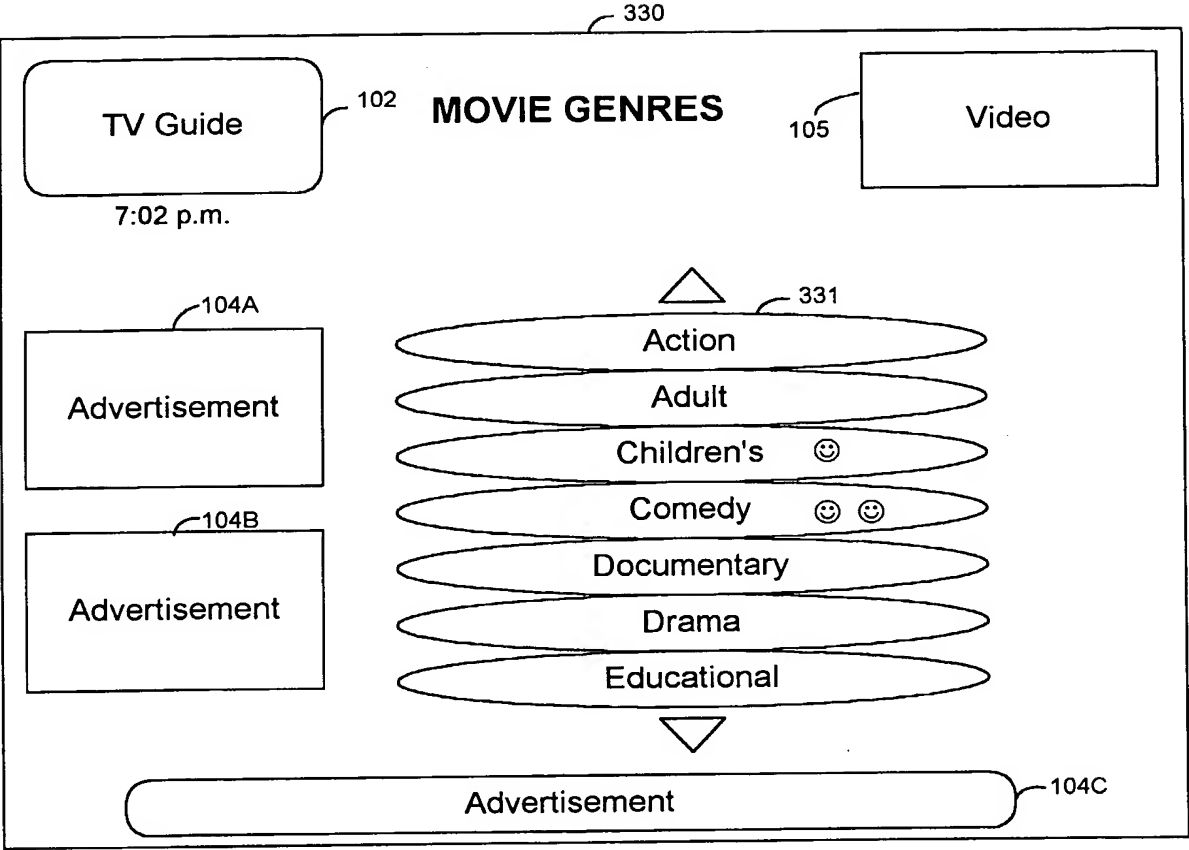 330
TV Guide
102
MOVIE GENRES
105
Video
7:02 p.m.
104A
Advertisement
104B
Advertisement
331
Action
Adult
Children's
Comedy
Documentary
Drama
Educational
Advertisement
104C